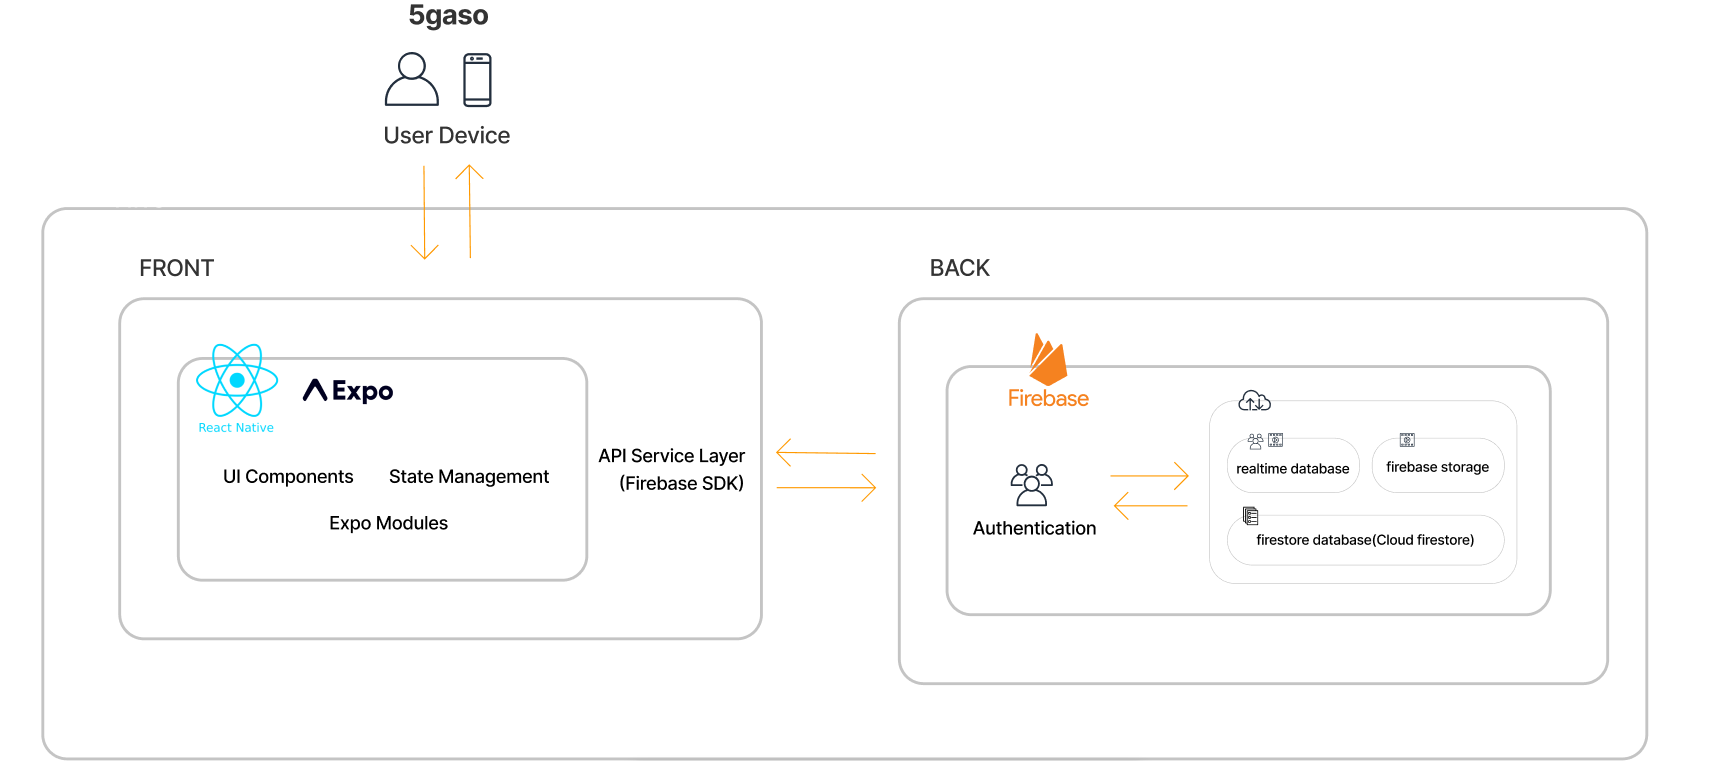 5gaso
User Device
FRONT
BACK
React Native
Expo
UI Components
State Management
Expo Modules
API Service Layer
(Firebase SDK)
Firebase
Authentication
realtime database
firebase storage
firestore database(Cloud firestore)